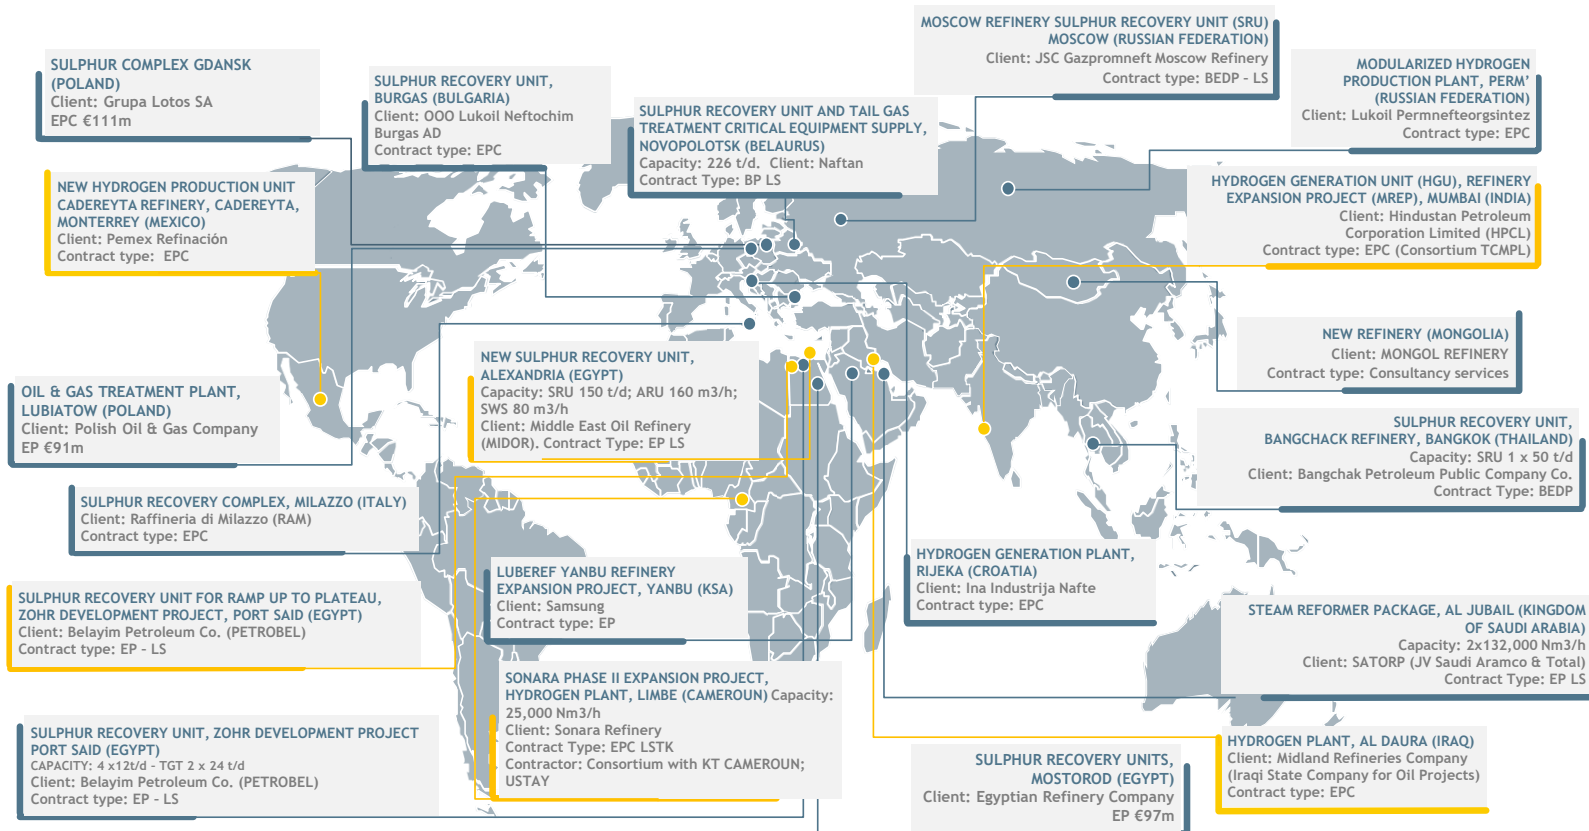 MOSCOW REFINERY SULPHUR RECOVERY UNIT (SRU)
MOSCOW (RUSSIAN FEDERATION)
Client: JSC Gazpromneft Moscow Refinery
Contract type: BEDP - LS
SULPHUR COMPLEX GDANSK
(POLAND)
Client: Grupa Lotos SA
EPC €111m
SULPHUR RECOVERY UNIT,
BURGAS (BULGARIA)
Client: OOO Lukoil Neftochim
Burgas AD
Contract type: EPC
SULPHUR RECOVERY UNIT AND TAIL GAS
TREATMENT CRITICAL EQUIPMENT SUPPLY,
NOVOPOLOTSK (BELAURUS)
Capacity: 226 t/d. Client: Naftan
Contract Type: BP LS
MODULARIZED HYDROGEN
PRODUCTION PLANT, PERM’
(RUSSIAN FEDERATION)
Client: Lukoil Permnefteorgsintez
Contract type: EPC
NEW HYDROGEN PRODUCTION UNIT
CADEREYTA REFINERY, CADEREYTA,
MONTERREY (MEXICO)
Client: Pemex Refinación
Contract type: EPC
HYDROGEN GENERATION UNIT (HGU), REFINERY
EXPANSION PROJECT (MREP), MUMBAI (INDIA)
Client: Hindustan Petroleum
Corporation Limited (HPCL)
Contract type: EPC (Consortium TCMPL)
NEW REFINERY (MONGOLIA)
Client: MONGOL REFINERY
Contract type: Consultancy services
NEW SULPHUR RECOVERY UNIT,
ALEXANDRIA (EGYPT)
Capacity: SRU 150 t/d; ARU 160 m3/h;
SWS 80 m3/h
Client: Middle East Oil Refinery
(MIDOR). Contract Type: EP LS
OIL & GAS TREATMENT PLANT,
LUBIATOW (POLAND)
Client: Polish Oil & Gas Company
EP €91m
SULPHUR RECOVERY UNIT,
BANGCHACK REFINERY, BANGKOK (THAILAND)
Capacity: SRU 1 x 50 t/d
Client: Bangchak Petroleum Public Company Co.
Contract Type: BEDP
SULPHUR RECOVERY COMPLEX, MILAZZO (ITALY)
Client: Raffineria di Milazzo (RAM)
Contract type: EPC
HYDROGEN GENERATION PLANT,
RIJEKA (CROATIA)
Client: Ina Industrija Nafte
Contract type: EPC
LUBEREF YANBU REFINERY
EXPANSION PROJECT, YANBU (KSA)
Client: Samsung
Contract type: EP
SULPHUR RECOVERY UNIT FOR RAMP UP TO PLATEAU,
ZOHR DEVELOPMENT PROJECT, PORT SAID (EGYPT)
Client: Belayim Petroleum Co. (PETROBEL)
Contract type: EP - LS
STEAM REFORMER PACKAGE, AL JUBAIL (KINGDOM
OF SAUDI ARABIA)
Capacity: 2x132,000 Nm3/h
Client: SATORP (JV Saudi Aramco & Total)
Contract Type: EP LS
SONARA PHASE II EXPANSION PROJECT,
HYDROGEN PLANT, LIMBE (CAMEROUN) Capacity:
25,000 Nm3/h
Client: Sonara Refinery
Contract Type: EPC LSTK
Contractor: Consortium with KT CAMEROUN;
USTAY
SULPHUR RECOVERY UNIT, ZOHR DEVELOPMENT PROJECT
PORT SAID (EGYPT)
CAPACITY: 4 x12t/d - TGT 2 x 24 t/d
Client: Belayim Petroleum Co. (PETROBEL)
Contract type: EP - LS
SULPHUR RECOVERY UNITS,
MOSTOROD (EGYPT)
Client: Egyptian Refinery Company
EP €97m
HYDROGEN PLANT, AL DAURA (IRAQ)
Client: Midland Refineries Company
(Iraqi State Company for Oil Projects)
Contract type: EPC